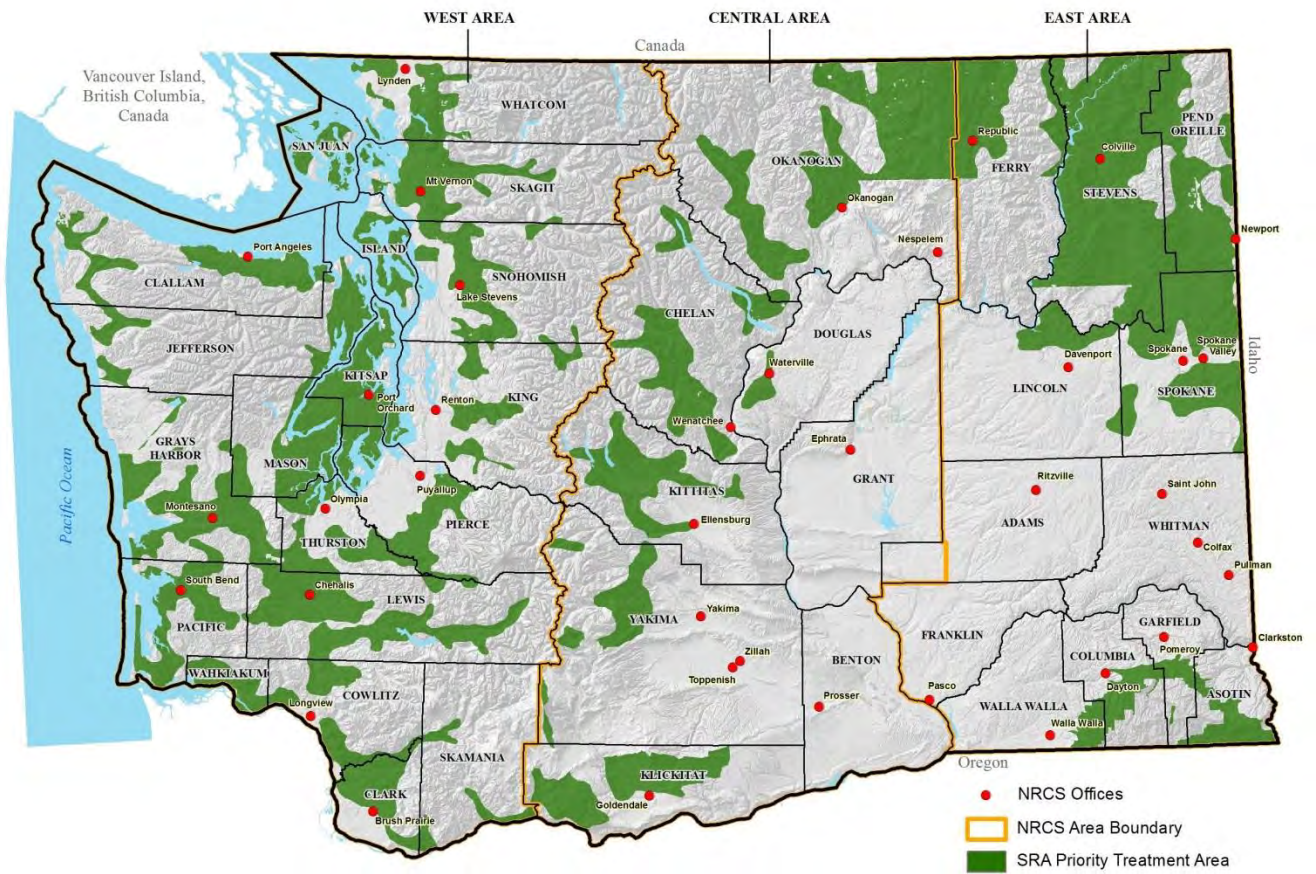 WEST AREA
CENTRAL AREA
EAST AREA
Canada
Vancouver Island,
British Columbia,
Canada
Lynden
WHATCOM
SAN JUAN
Mt Vernon
SKAGIT
OKANOGAN
Okanogan
Nespelem
Republic
FERRY
Colville
STEVENS
PEND
OREILLE
Newport
Port Angeles
CLALLAM
ISLAND
SNOHOMISH
Lake Stevens
JEFFERSON
CHELAN
DOUGLAS
Waterville
Wenatchee
Davenport
LINCOLN
Spokane
Spokane
Valley
SPOKANE
Idaho
KITSAP
Port
Orchard
Renton
KING
GRAYS
HARBOR
MASON
Ephrata
GRANT
Pacific Ocean
Montesano
Olympia
Puyallup
PIERCE
THURSTON
KITTITAS
Ellensburg
Ritzville
ADAMS
Saint John
WHITMAN
Colfax
Pullman
South Bend
PACIFIC
Chehalis
LEWIS
YAKIMA
Yakima
Zillah
Toppenish
BENTON
Prosser
FRANKLIN
Pasco
GARFIELD
Pomeroy
Clarkston
COLUMBIA
Dayton
ASOTIN
WALLA WALLA
Walla Walla
WAHKIAKUM
COWLITZ
Longview
SKAMANIA
CLARK
Brush Prairie
KLICKITAT
Goldendale
Oregon
NRCS Offices
NRCS Area Boundary
SRA Priority Treatment Area